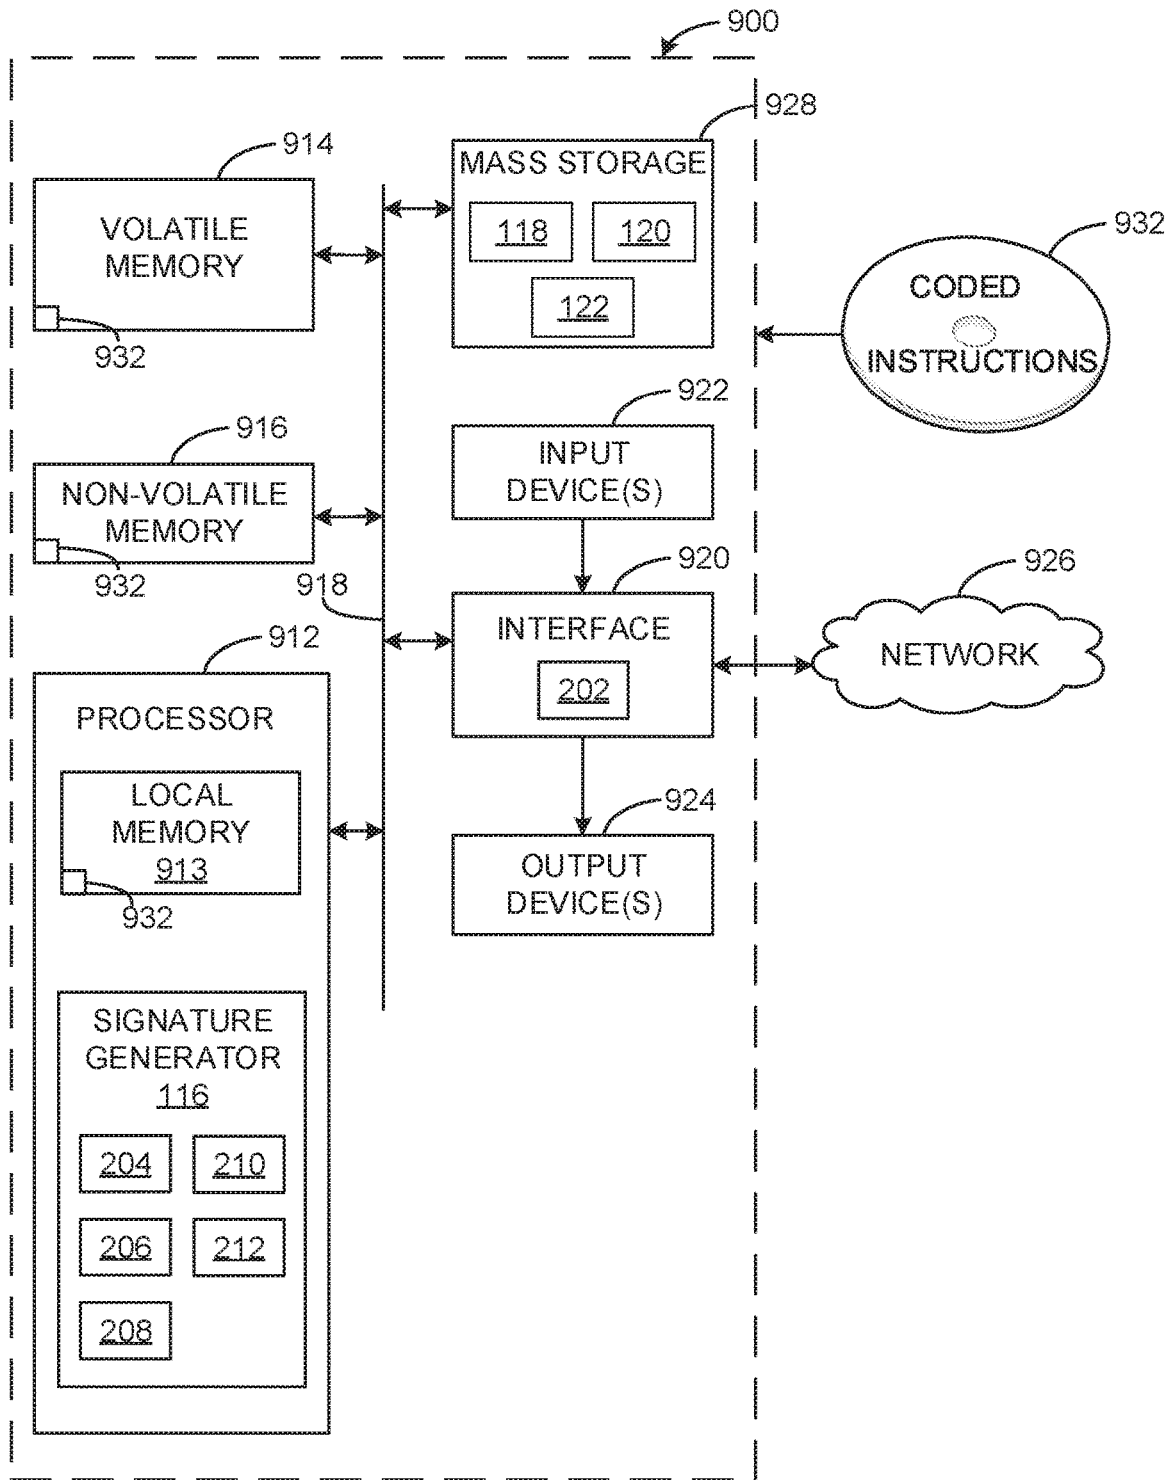 900
914
VOLATILE
MEMORY
932
928
MASS STORAGE
118
120
122
932
CODED
INSTRUCTIONS
916
NON-VOLATILE
MEMORY
932
918
922
INPUT
DEVICE(S)
920
INTERFACE
202
926
NETWORK
924
OUTPUT
DEVICE(S)
912
PROCESSOR
LOCAL
MEMORY
913
932
SIGNATURE
GENERATOR
116
204
210
206
212
208